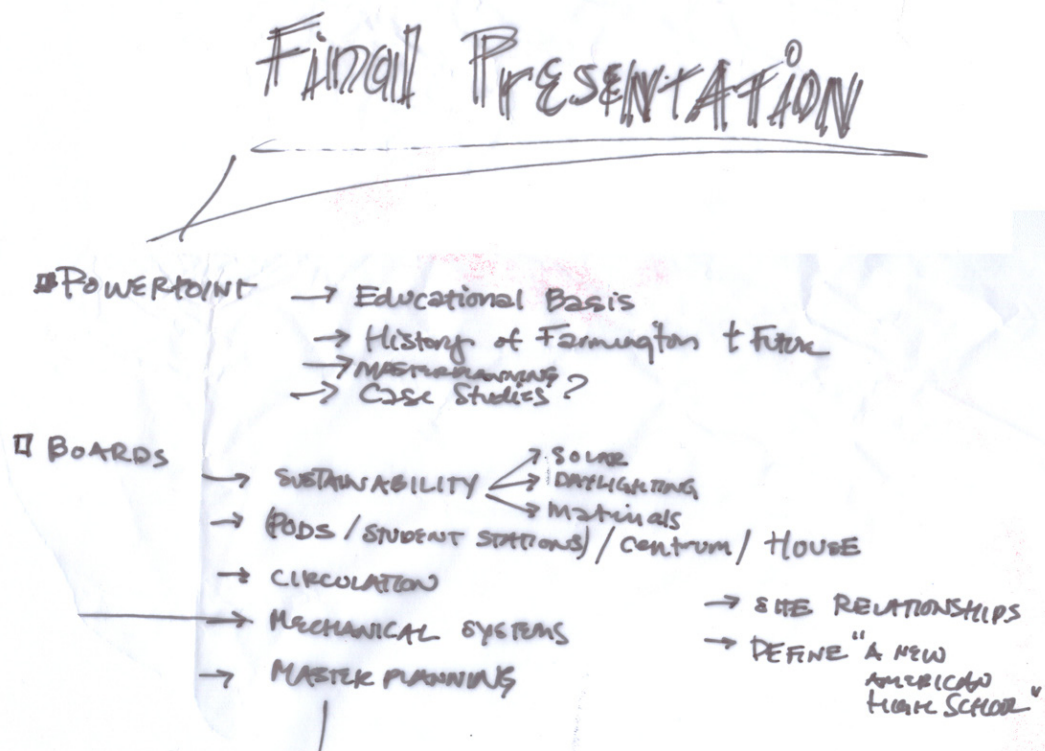 Final PRESENTATION
POWERPOINT → Educational Basis
→ History of Farmington + Future
→ MASTERPLANNING
→ Case Studies?
BOARDS
→ SUSTAINABILITY → SOLAR
→ DAYLIGHTING
→ Materials
→ (PODS / STUDENT STATIONS) / Centrum / HOUSE
→ CIRCULATION
→ MECHANICAL SYSTEMS
→ MASTER PLANNING
→ SITE RELATIONSHIPS
→ DEFINE "A NEW
AMERICAN
HIGH SCHOOL"